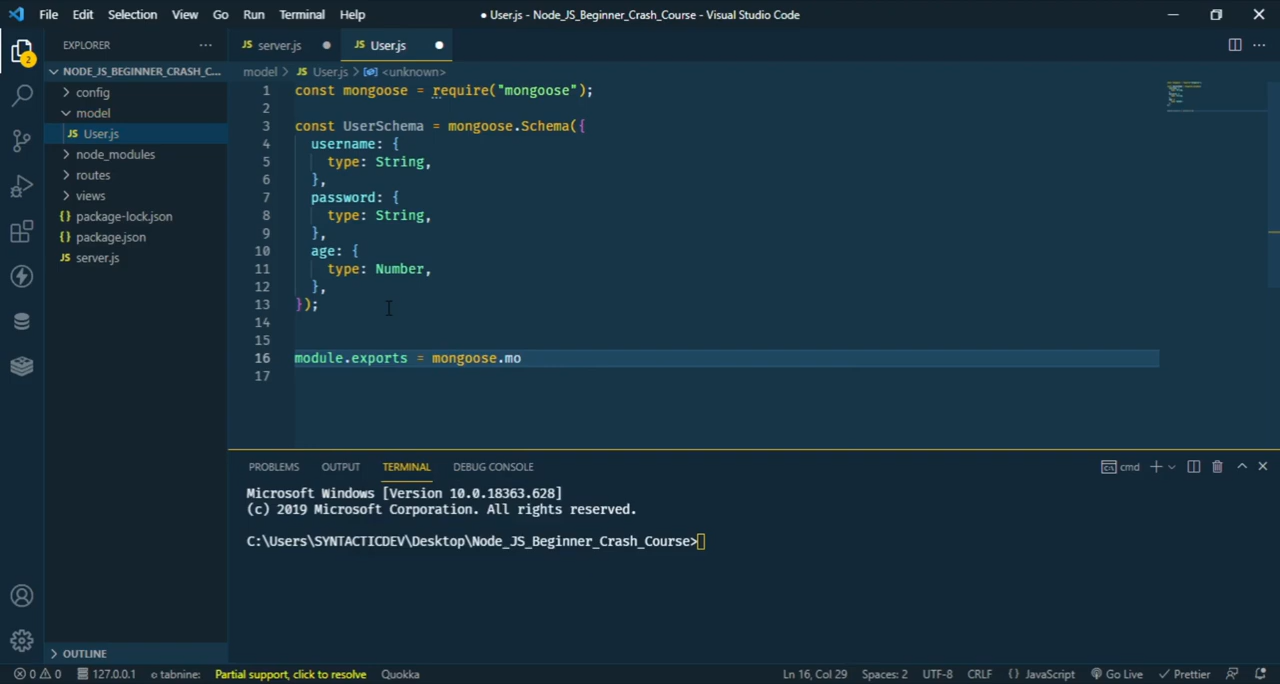 File Edit Selection View Go Run Terminal Help
● User.js - Node_JS_Beginner_Crash_Course - Visual Studio Code
2
EXPLORER
NODE_JS_BEGINNER_CRASH_C...
config
model
JS User.js
node_modules
routes
views
{} package-lock.json
{} package.json
JS server.js
OUTLINE
JS server.js ● JS User.js ●
model > JS User.js > <unknown>
1 const mongoose = require("mongoose");
2
3 const UserSchema = mongoose.Schema({
4 username: {
5 type: String,
6 },
7 password: {
8 type: String,
9 },
10 age: {
11 type: Number,
12 },
13 });
14
15
16 module.exports = mongoose.mo
17
PROBLEMS OUTPUT TERMINAL DEBUG CONSOLE
cmd
Microsoft Windows [Version 10.0.18363.628]
(c) 2019 Microsoft Corporation. All rights reserved.
C:\Users\SYNTACTICDEV\Desktop\Node_JS_Beginner_Crash_Course>
0 0 127.0.0.1 tabnine: Partial support, click to resolve Quokka Ln 16, Col 29 Spaces: 2 UTF-8 CRLF {} JavaScript Go Live Prettier